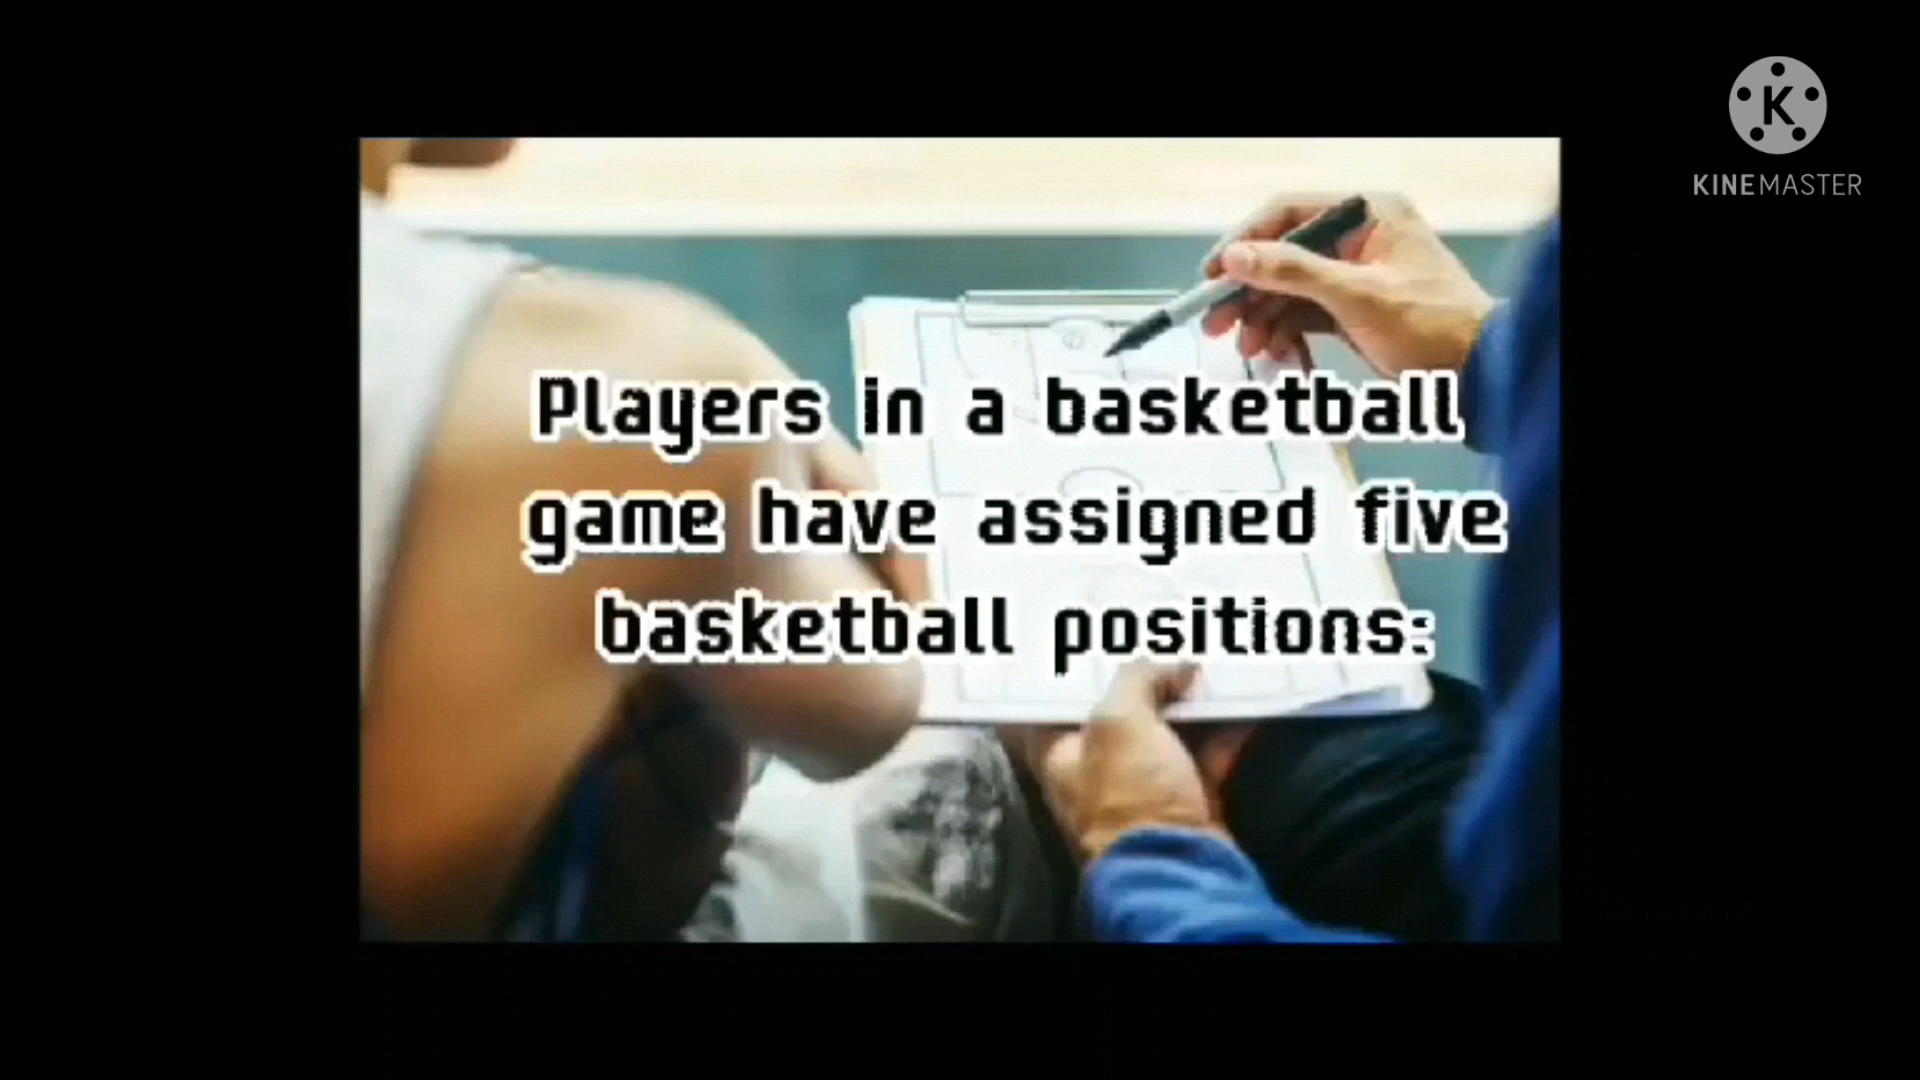 K
KINEMASTER
Players in a basketball
game have assigned five
basketball positions: